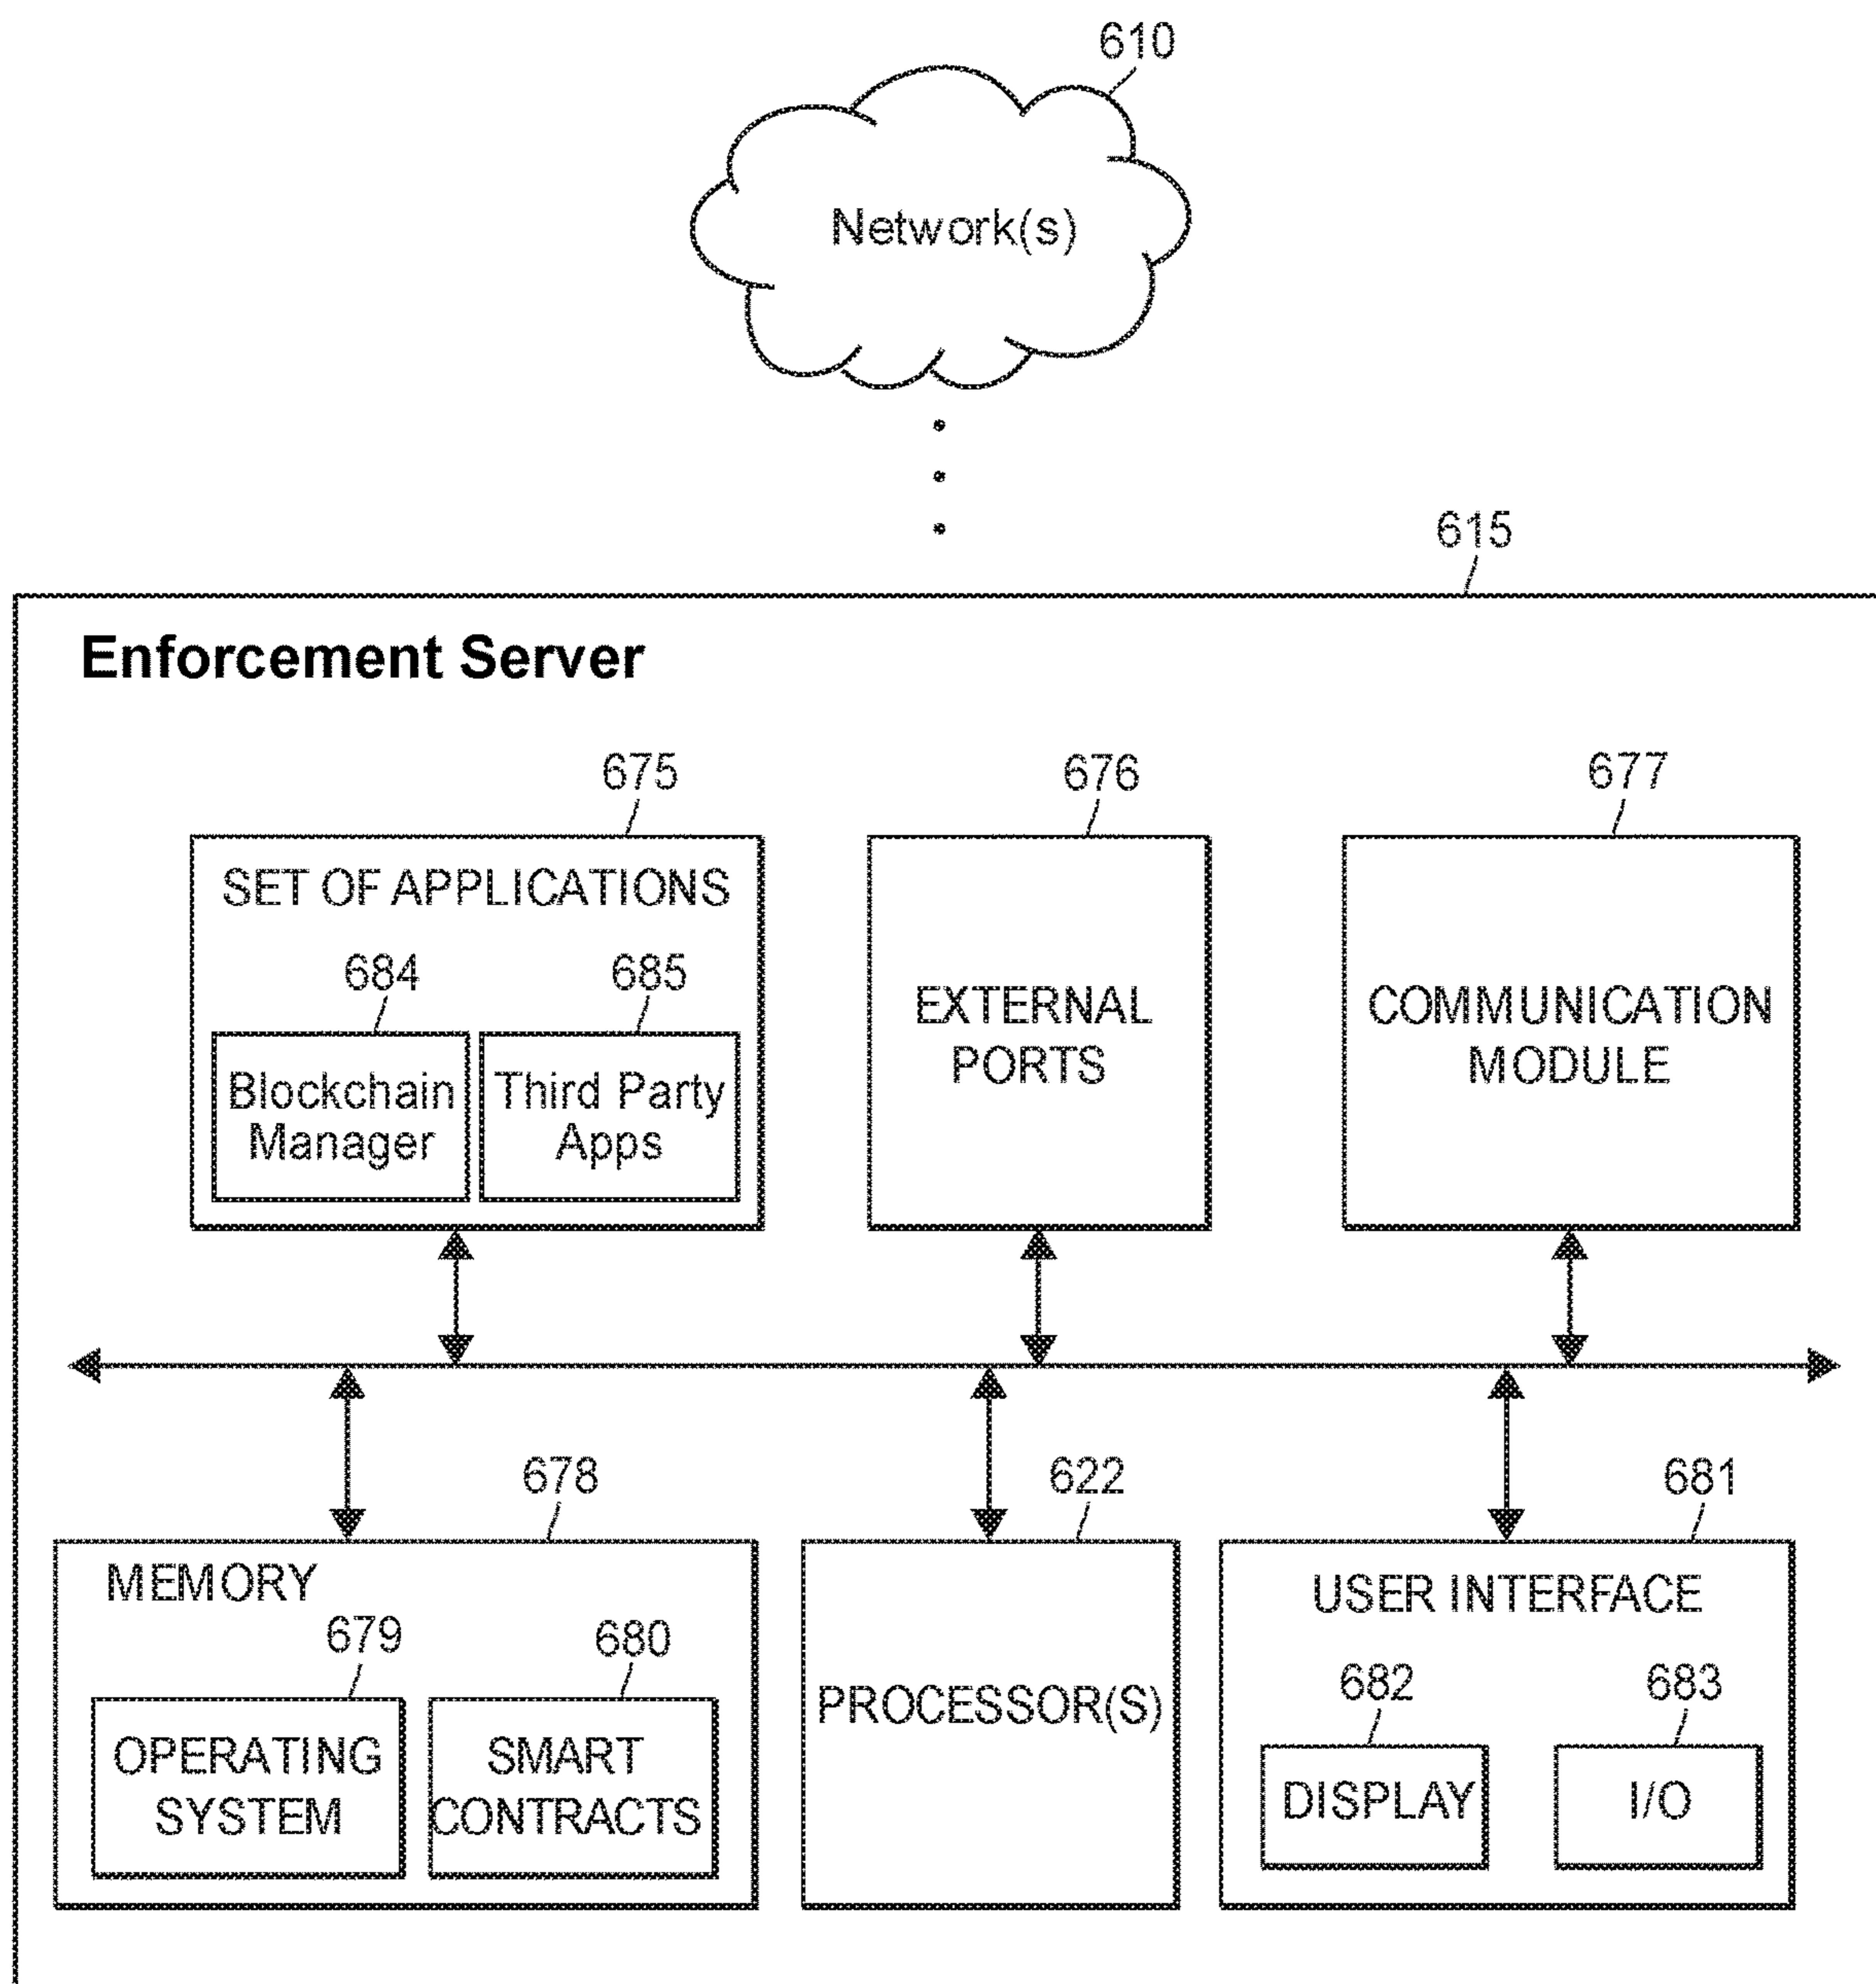 610
Network(s)
615
Enforcement Server
675
676
677
SET OF APPLICATIONS
684
685
Blockchain
Manager
Third Party
Apps
EXTERNAL
PORTS
COMMUNICATION
MODULE
678
622
681
MEMORY
679
680
OPERATING
SYSTEM
SMART
CONTRACTS
PROCESSOR(S)
USER INTERFACE
682
683
DISPLAY
I/O